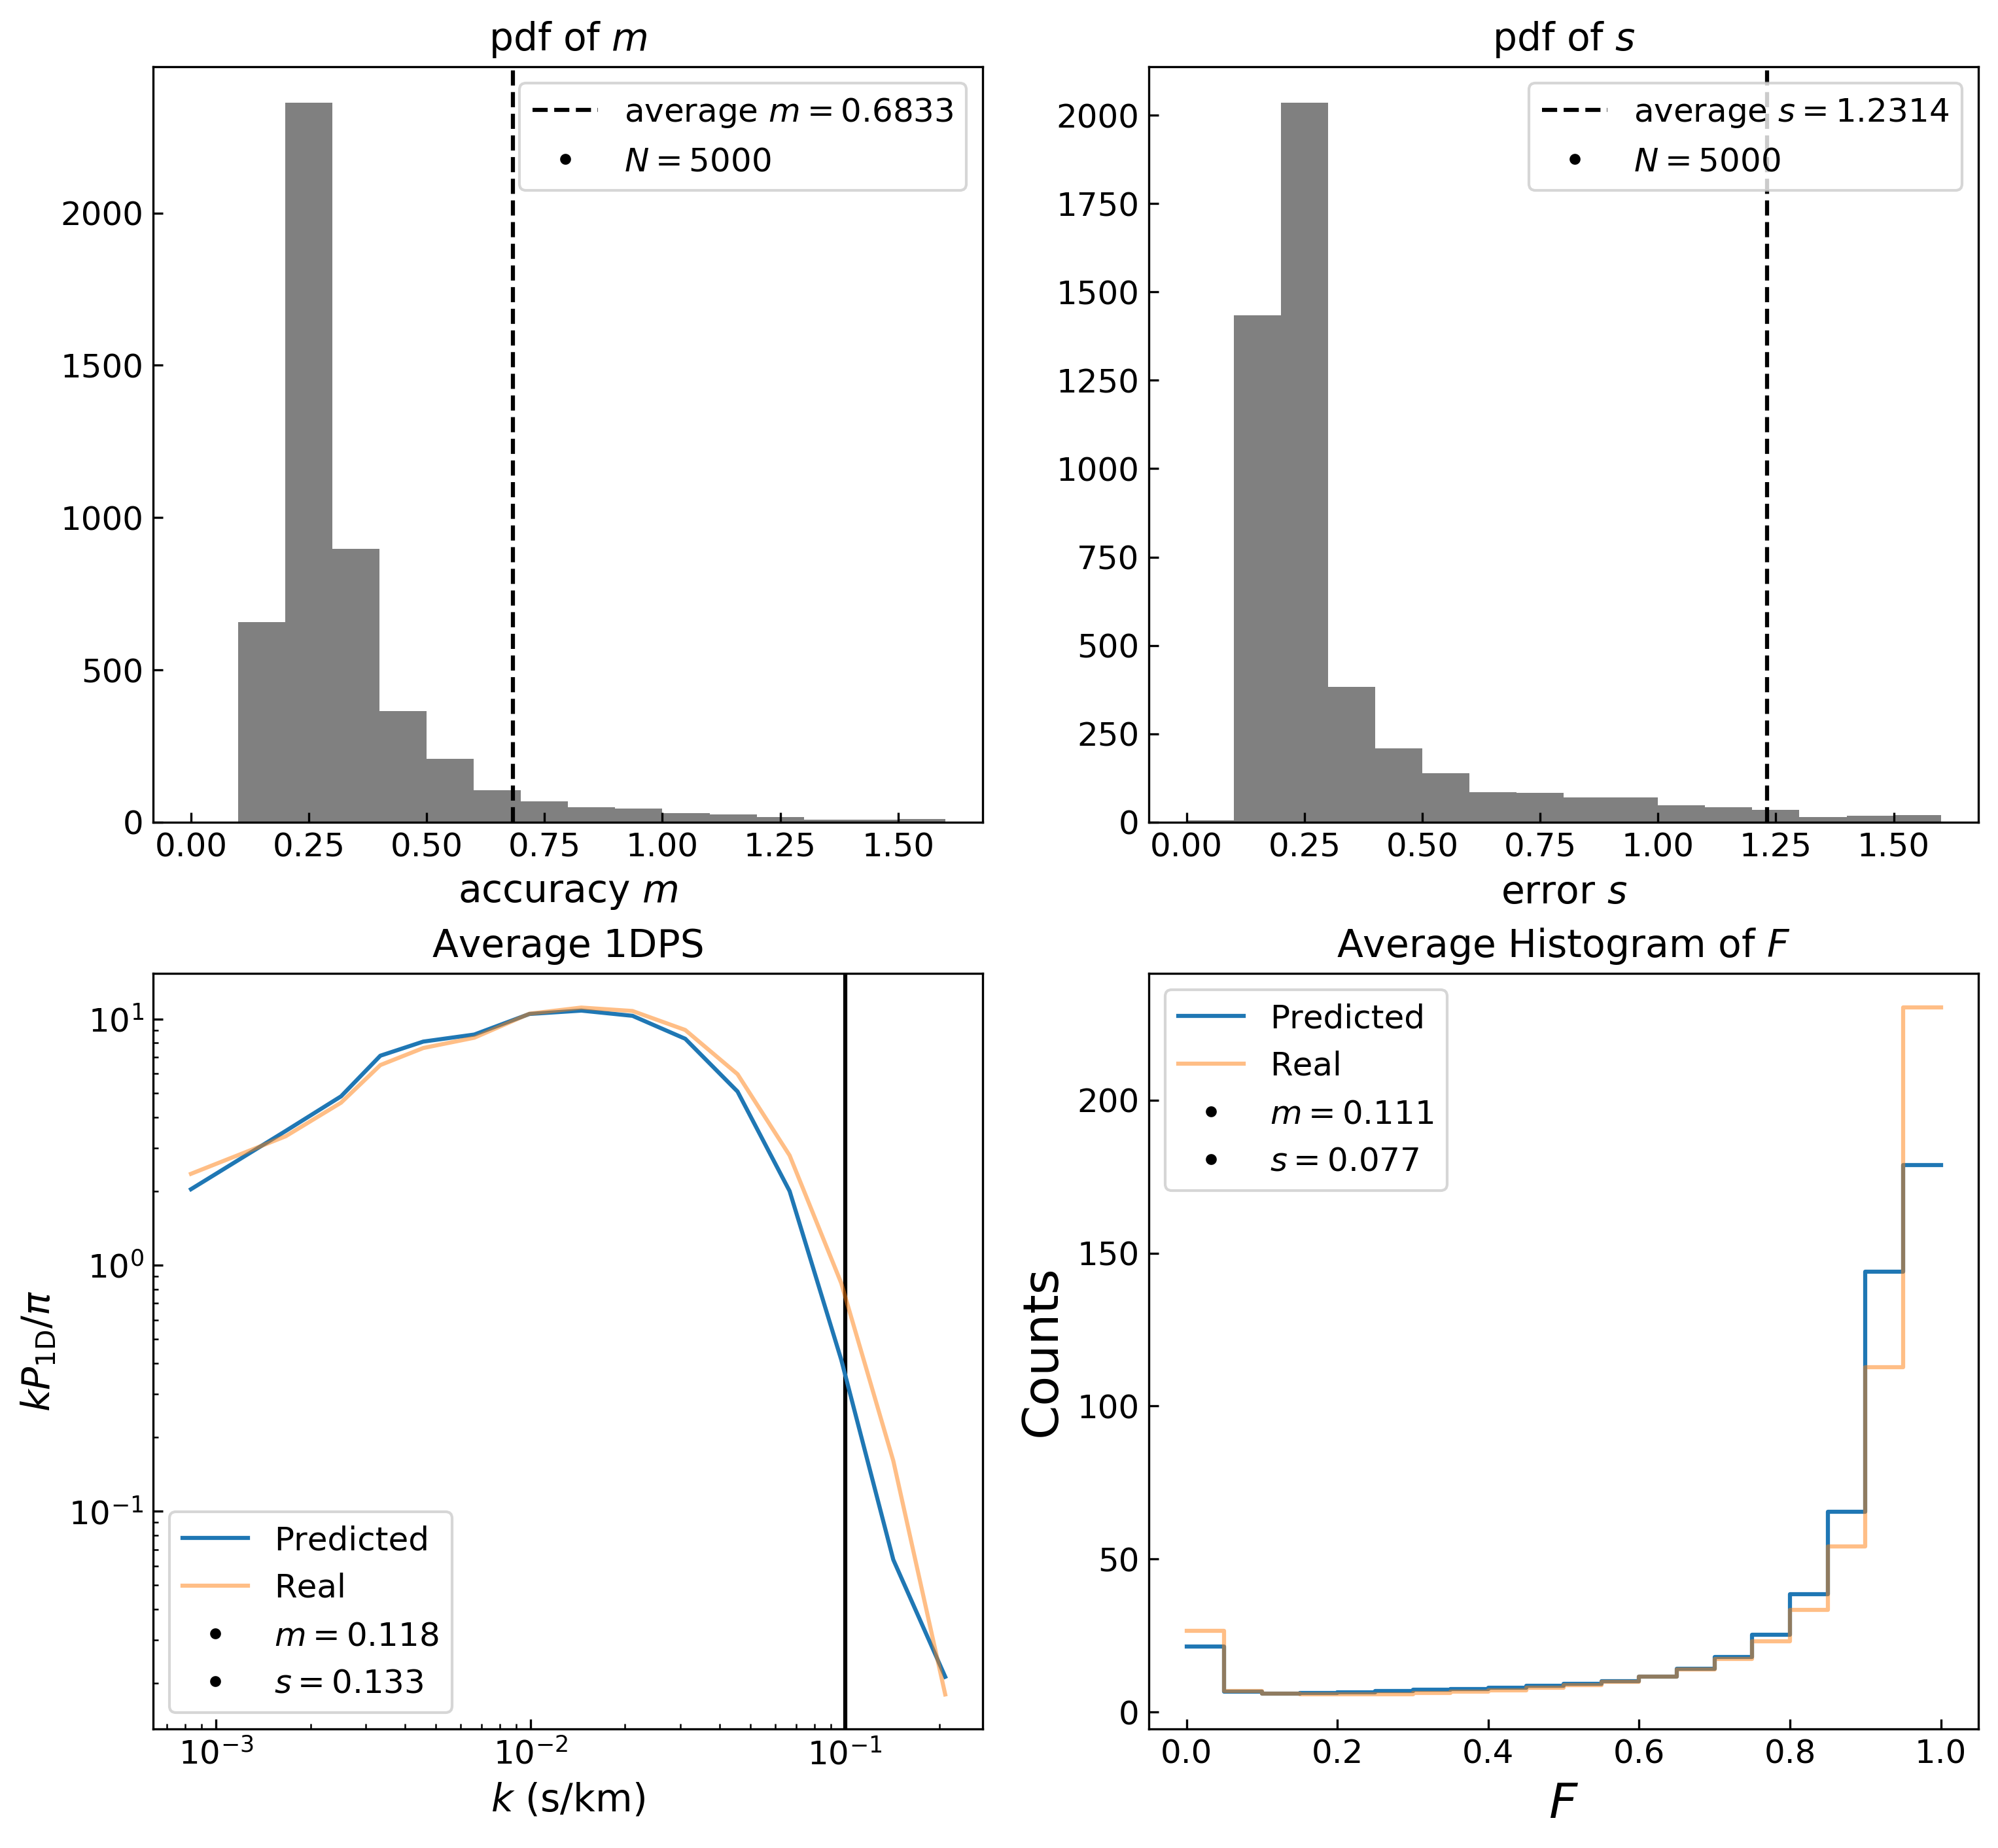 pdf of m
average m = 0.6833
N = 5000
2000
1500
1000
500
0
0.00 0.25 0.50 0.75 1.00 1.25 1.50
accuracy m
pdf of s
average s = 1.2314
N = 5000
2000
1750
1500
1250
1000
750
500
250
0
0.00 0.25 0.50 0.75 1.00 1.25 1.50
error s
Average 1DPS
10¹
10⁰
10⁻¹
kP₁D/π
Predicted
Real
m = 0.118
s = 0.133
10⁻³ 10⁻² 10⁻¹
k (s/km)
Average Histogram of F
Predicted
Real
m = 0.111
s = 0.077
200
150
100
50
0
Counts
0.0 0.2 0.4 0.6 0.8 1.0
F